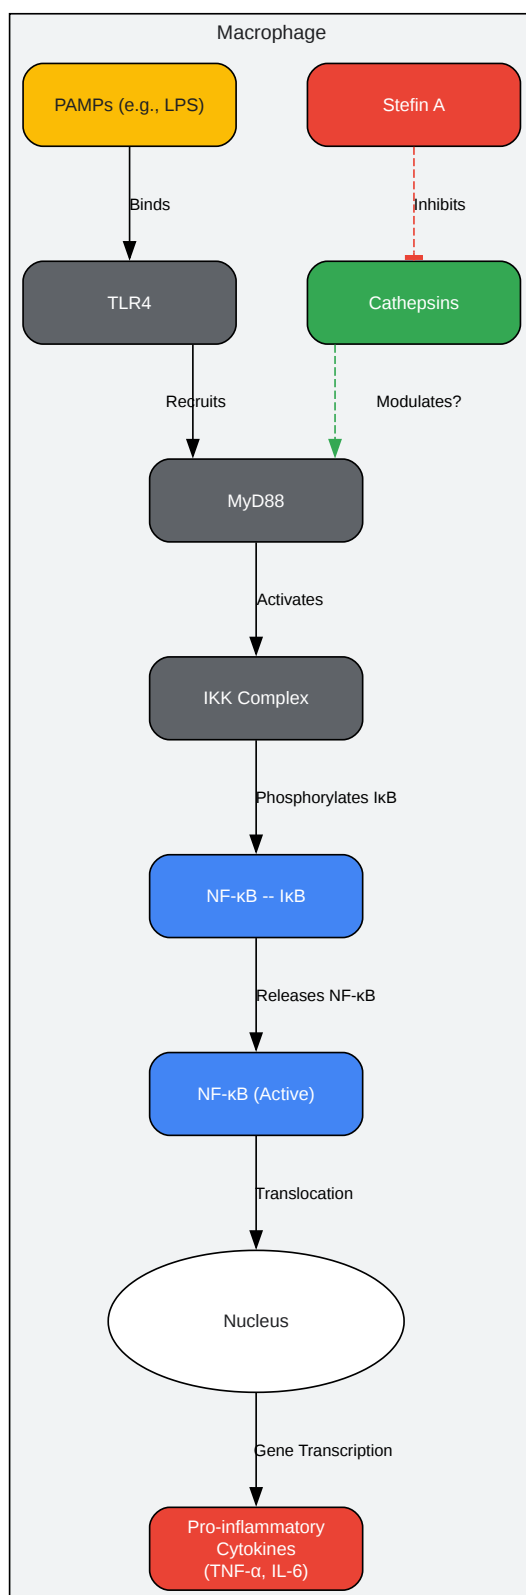 Macrophage
PAMPs (e.g., LPS)
Stefin A
Binds
Inhibits
TLR4
Cathepsins
Recruits
Modulates?
MyD88
Activates
IKK Complex
Phosphorylates IκB
NF-κB -- IκB
Releases NF-κB
NF-κB (Active)
Translocation
Nucleus
Gene Transcription
Pro-inflammatory
Cytokines
(TNF-α, IL-6)